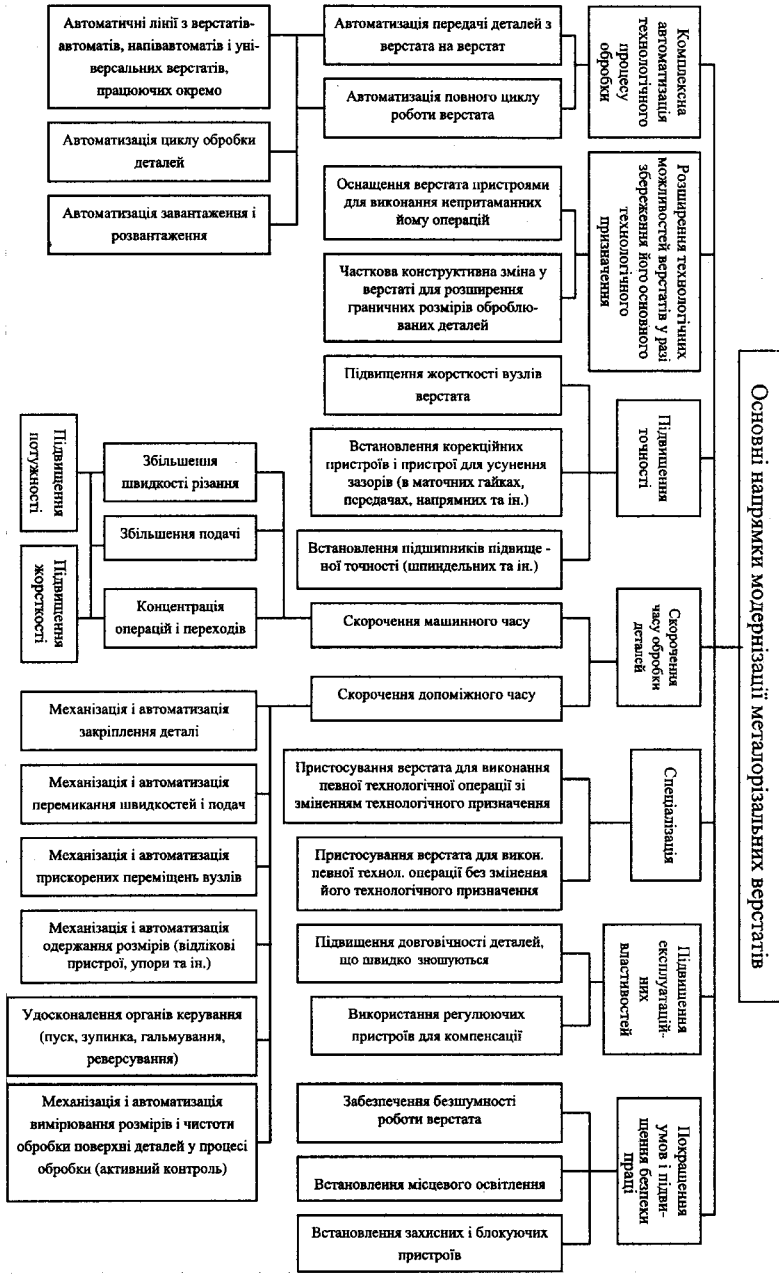 Основні напрямки модернізації металорізальних верстатів
Комплексна
автоматизація
технологічного
процесу
обробки
Автоматизація передачі деталей з
верстата на верстат
Автоматизація повного циклу
роботи верстата
Автоматичні лінії з верстатів-
автоматів, напівавтоматів і уні-
версальних верстатів,
працюючих окремо
Автоматизація циклу обробки
деталей
Автоматизація завантаження і
розвантаження
Розширення технологічних
можливостей верстатів у разі
збереження його основного
технологічного
призначення
Оснащення верстата пристроями
для виконання непритаманних
йому операцій
Часткова конструктивна зміна у
верстаті для розширення
граничних розмірів оброблю-
ваних деталей
Підвищення
точності
Підвищення жорсткості вузлів
верстата
Встановлення корекційних
пристроїв і пристрої для усунення
зазорів (в маточних гайках,
передачах, напрямних та ін.)
Встановлення підшипників підвище -
ної точності (шпиндельних та ін.)
Скорочення
часу обробки
деталей
Скорочення машинного часу
Збільшення
швидкості різання
Збільшення подачі
Концентрація
операцій і переходів
Підвищення
потужності
Підвищення
жорсткості
Скорочення допоміжного часу
Механізація і автоматизація
закріплення деталі
Механізація і автоматизація
перемикання швидкостей і подач
Механізація і автоматизація
прискорених переміщень вузлів
Механізація і автоматизація
одержання розмірів (відлікові
пристрої, упори та ін.)
Удосконалення органів керування
(пуск, зупинка, гальмування,
реверсування)
Механізація і автоматизація
вимірювання розмірів і чистоти
обробки поверхні деталей у процесі
обробки (активний контроль)
Спеціалізація
Пристосування верстата для виконання
певної технологічної операції зі
зміненням технологічного призначення
Пристосування верстата для викон.
певної технол. операції без змінення
його технологічного призначення
Підвищення
експлуатацій-
них
властивостей
Підвищення довговічності деталей,
що швидко зношуються
Використання регулюючих
пристроїв для компенсації
Покращення
умов і підви-
щення безпеки
праці
Забезпечення безшумності
роботи верстата
Встановлення місцевого освітлення
Встановлення захисних і блокуючих
пристроїв